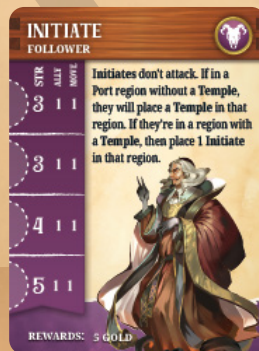 INITIATE
FOLLOWER
STR ALLY MOVE
3 1 1
3 1 1
4 1 1
5 1 1
Initiates don't attack. If in a
Port region without a Temple,
they will place a Temple in that
region. If they're in a region with
a Temple, then place 1 Initiate
in that region.
REWARDS: 5 GOLD